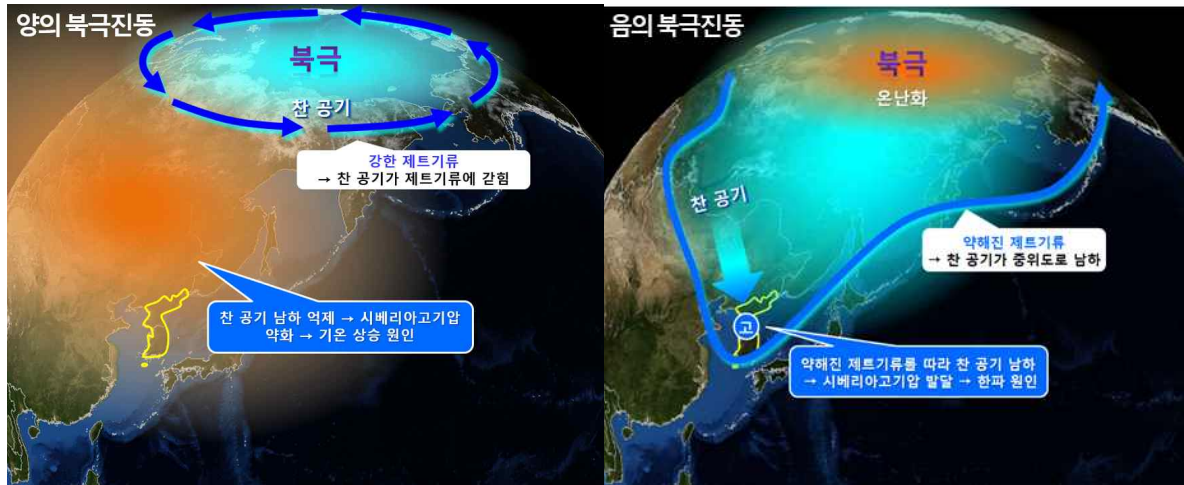 양의 북극진동
북극
찬 공기
강한 제트기류
→ 찬 공기가 제트기류에 갇힘
찬 공기 남하 억제 → 시베리아고기압
약화 → 기온 상승 원인
음의 북극진동
북극
온난화
찬 공기
약해진 제트기류
→ 찬 공기가 중위도로 남하
고
약해진 제트기류를 따라 찬 공기 남하
→ 시베리아고기압 발달 → 한파 원인